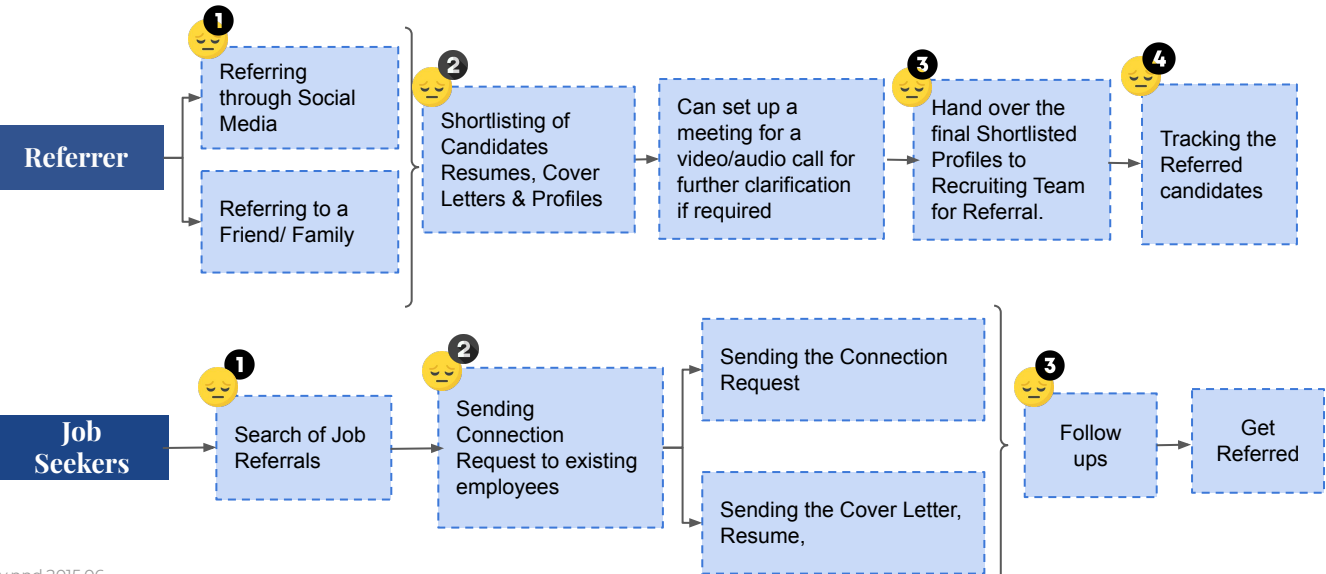 1
Referring
through Social
Media
Referrer
Referring to a
Friend/ Family
2
Shortlisting of
Candidates
Resumes, Cover
Letters & Profiles
Can set up a
meeting for a
video/audio call for
further clarification
if required
3
Hand over the
final Shortlisted
Profiles to
Recruiting Team
for Referral.
4
Tracking the
Referred
candidates
Job
Seekers
1
Search of Job
Referrals
2
Sending
Connection
Request to existing
employees
Sending the Connection
Request
Sending the Cover Letter,
Resume,
3
Follow
ups
Get
Referred